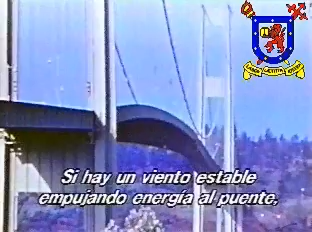 Si hay un viento estable
empujando energía al puente,